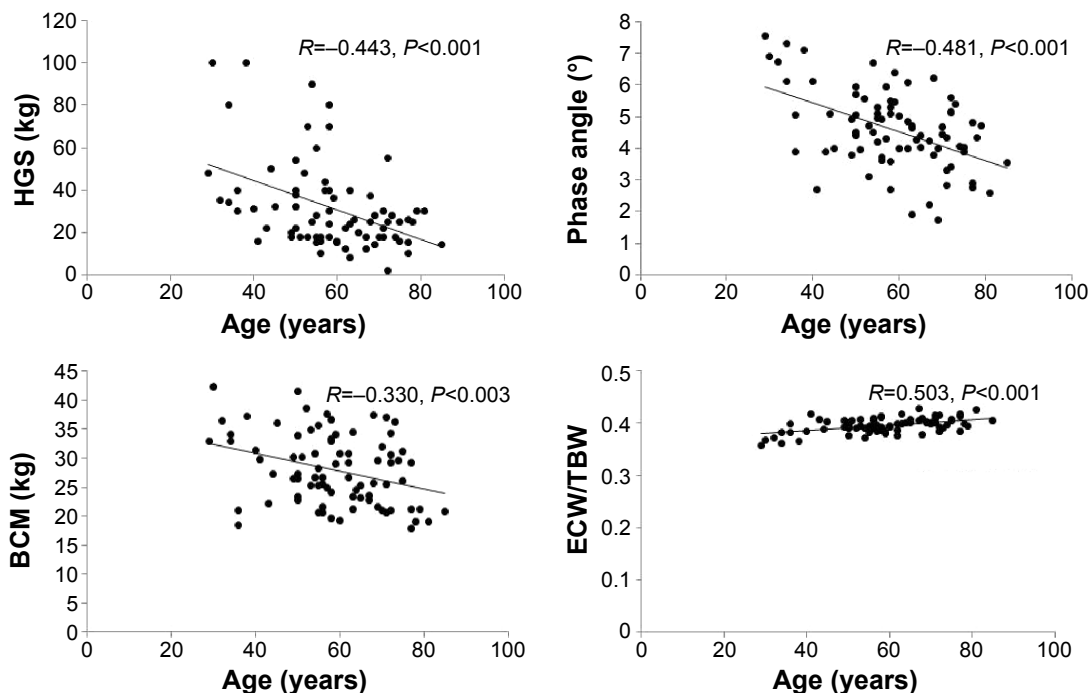 120
100
80
60
40
20
0
HGS (kg)
R=–0.443, P<0.001
0 20 40 60 80 100
Age (years)
8
7
6
5
4
3
2
1
0
Phase angle (°)
R=–0.481, P<0.001
0 20 40 60 80 100
Age (years)
45
40
35
30
25
20
15
10
5
0
BCM (kg)
R=–0.330, P<0.003
0 20 40 60 80 100
Age (years)
0.5
0.4
0.3
0.2
0.1
0
ECW/TBW
R=0.503, P<0.001
0 20 40 60 80 100
Age (years)